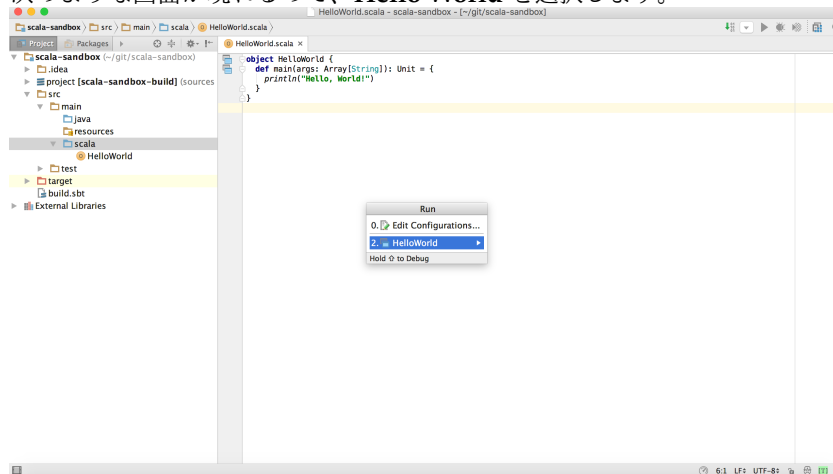 次のような画面が現れるので、Hello World を選択します。
HelloWorld.scala - scala-sandbox - [~/git/scala-sandbox]
scala-sandbox src main scala HelloWorld.scala
Project Packages HelloWorld.scala
scala-sandbox (~/git/scala-sandbox)
.idea
project [scala-sandbox-build] (sources
src
main
java
resources
scala
HelloWorld
test
target
build.sbt
External Libraries
object HelloWorld {
def main(args: Array[String]): Unit = {
println("Hello, World!")
}
}
Run
0. Edit Configurations...
2. HelloWorld
Hold ⇧ to Debug
6:1 LF÷ UTF-8÷